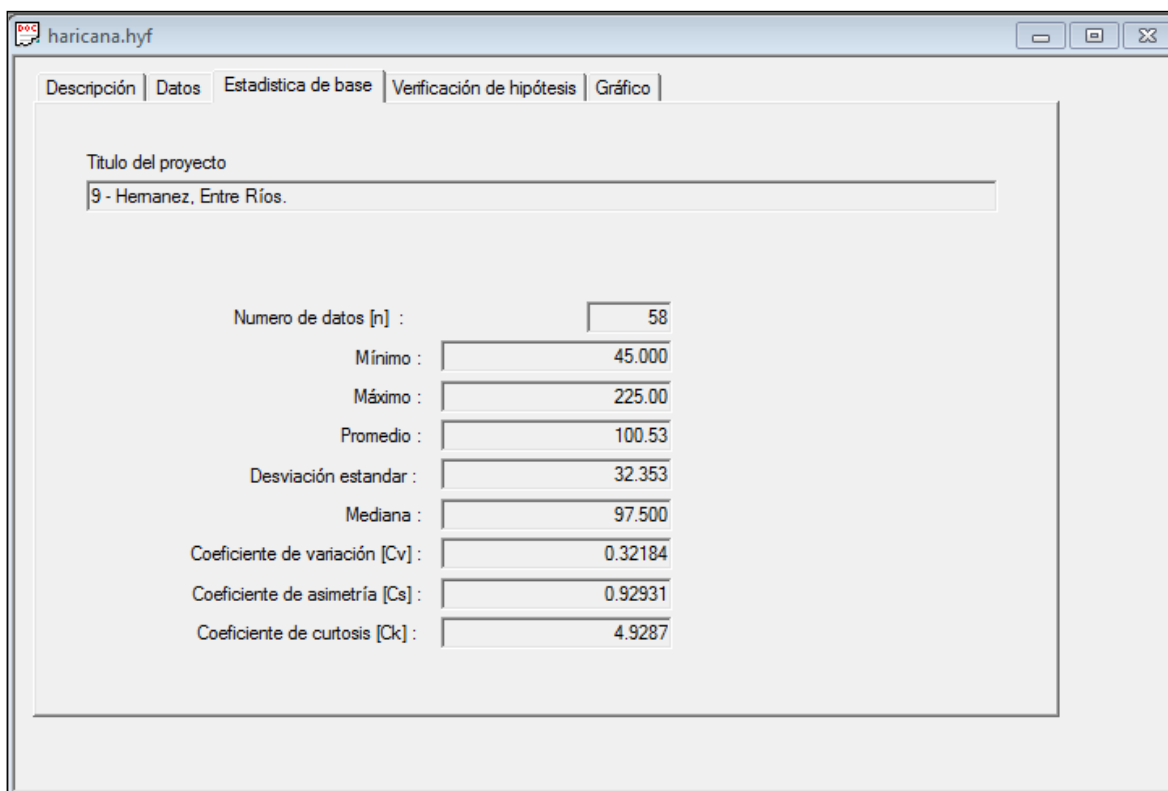 DOC haricana.hyf
Descripción Datos Estadistica de base Verificación de hipótesis Gráfico
Titulo del proyecto
9 - Hernanez, Entre Ríos.
Numero de datos [n] : 58
Mínimo : 45.000
Máximo : 225.00
Promedio : 100.53
Desviación estandar : 32.353
Mediana : 97.500
Coeficiente de variación [Cv] : 0.32184
Coeficiente de asimetría [Cs] : 0.92931
Coeficiente de curtosis [Ck] : 4.9287